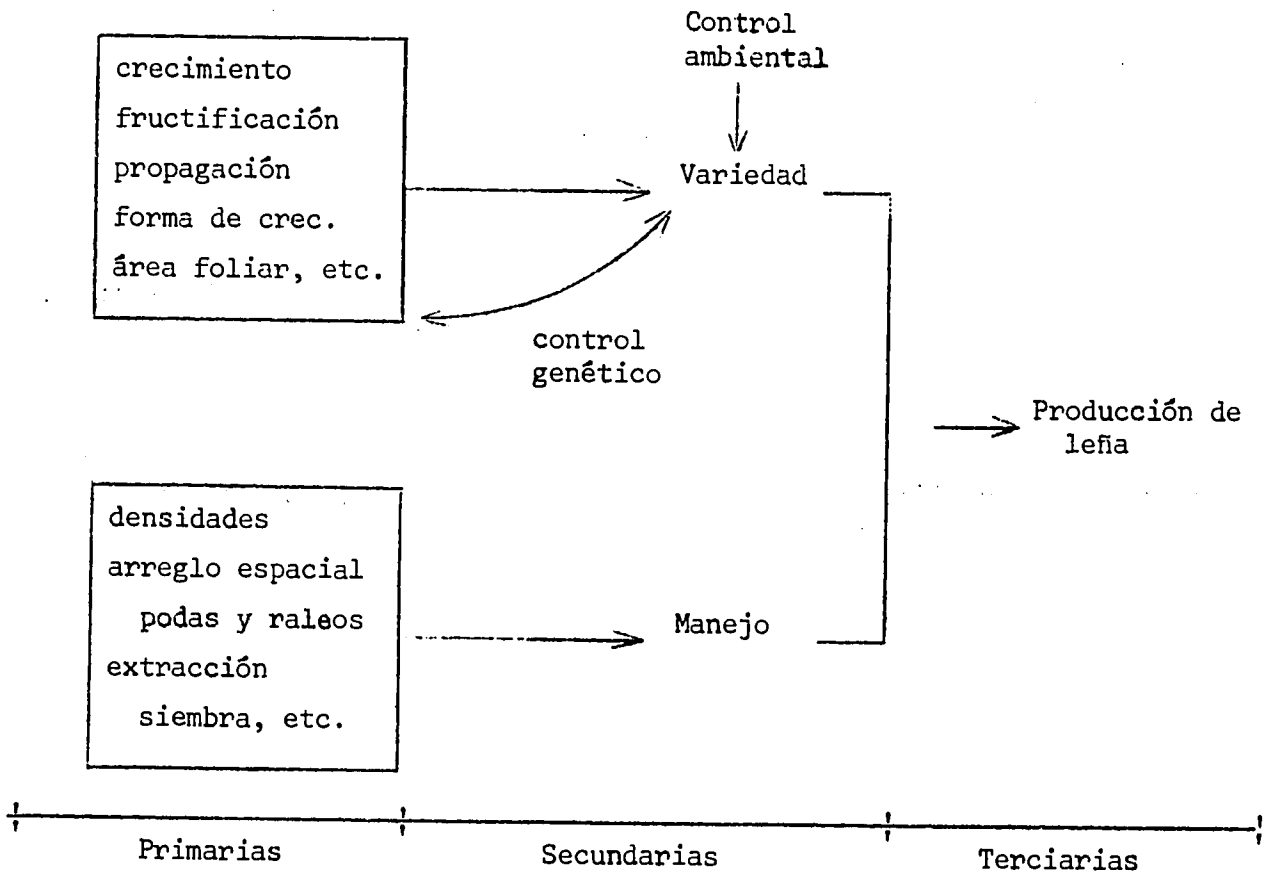 Control
ambiental
crecimiento
fructificación
propagación
forma de crec.
área foliar, etc.
Variedad
control
genético
Producción de
leña
densidades
arreglo espacial
podas y raleos
extracción
siembra, etc.
Manejo
Primarias
Secundarias
Terciarias